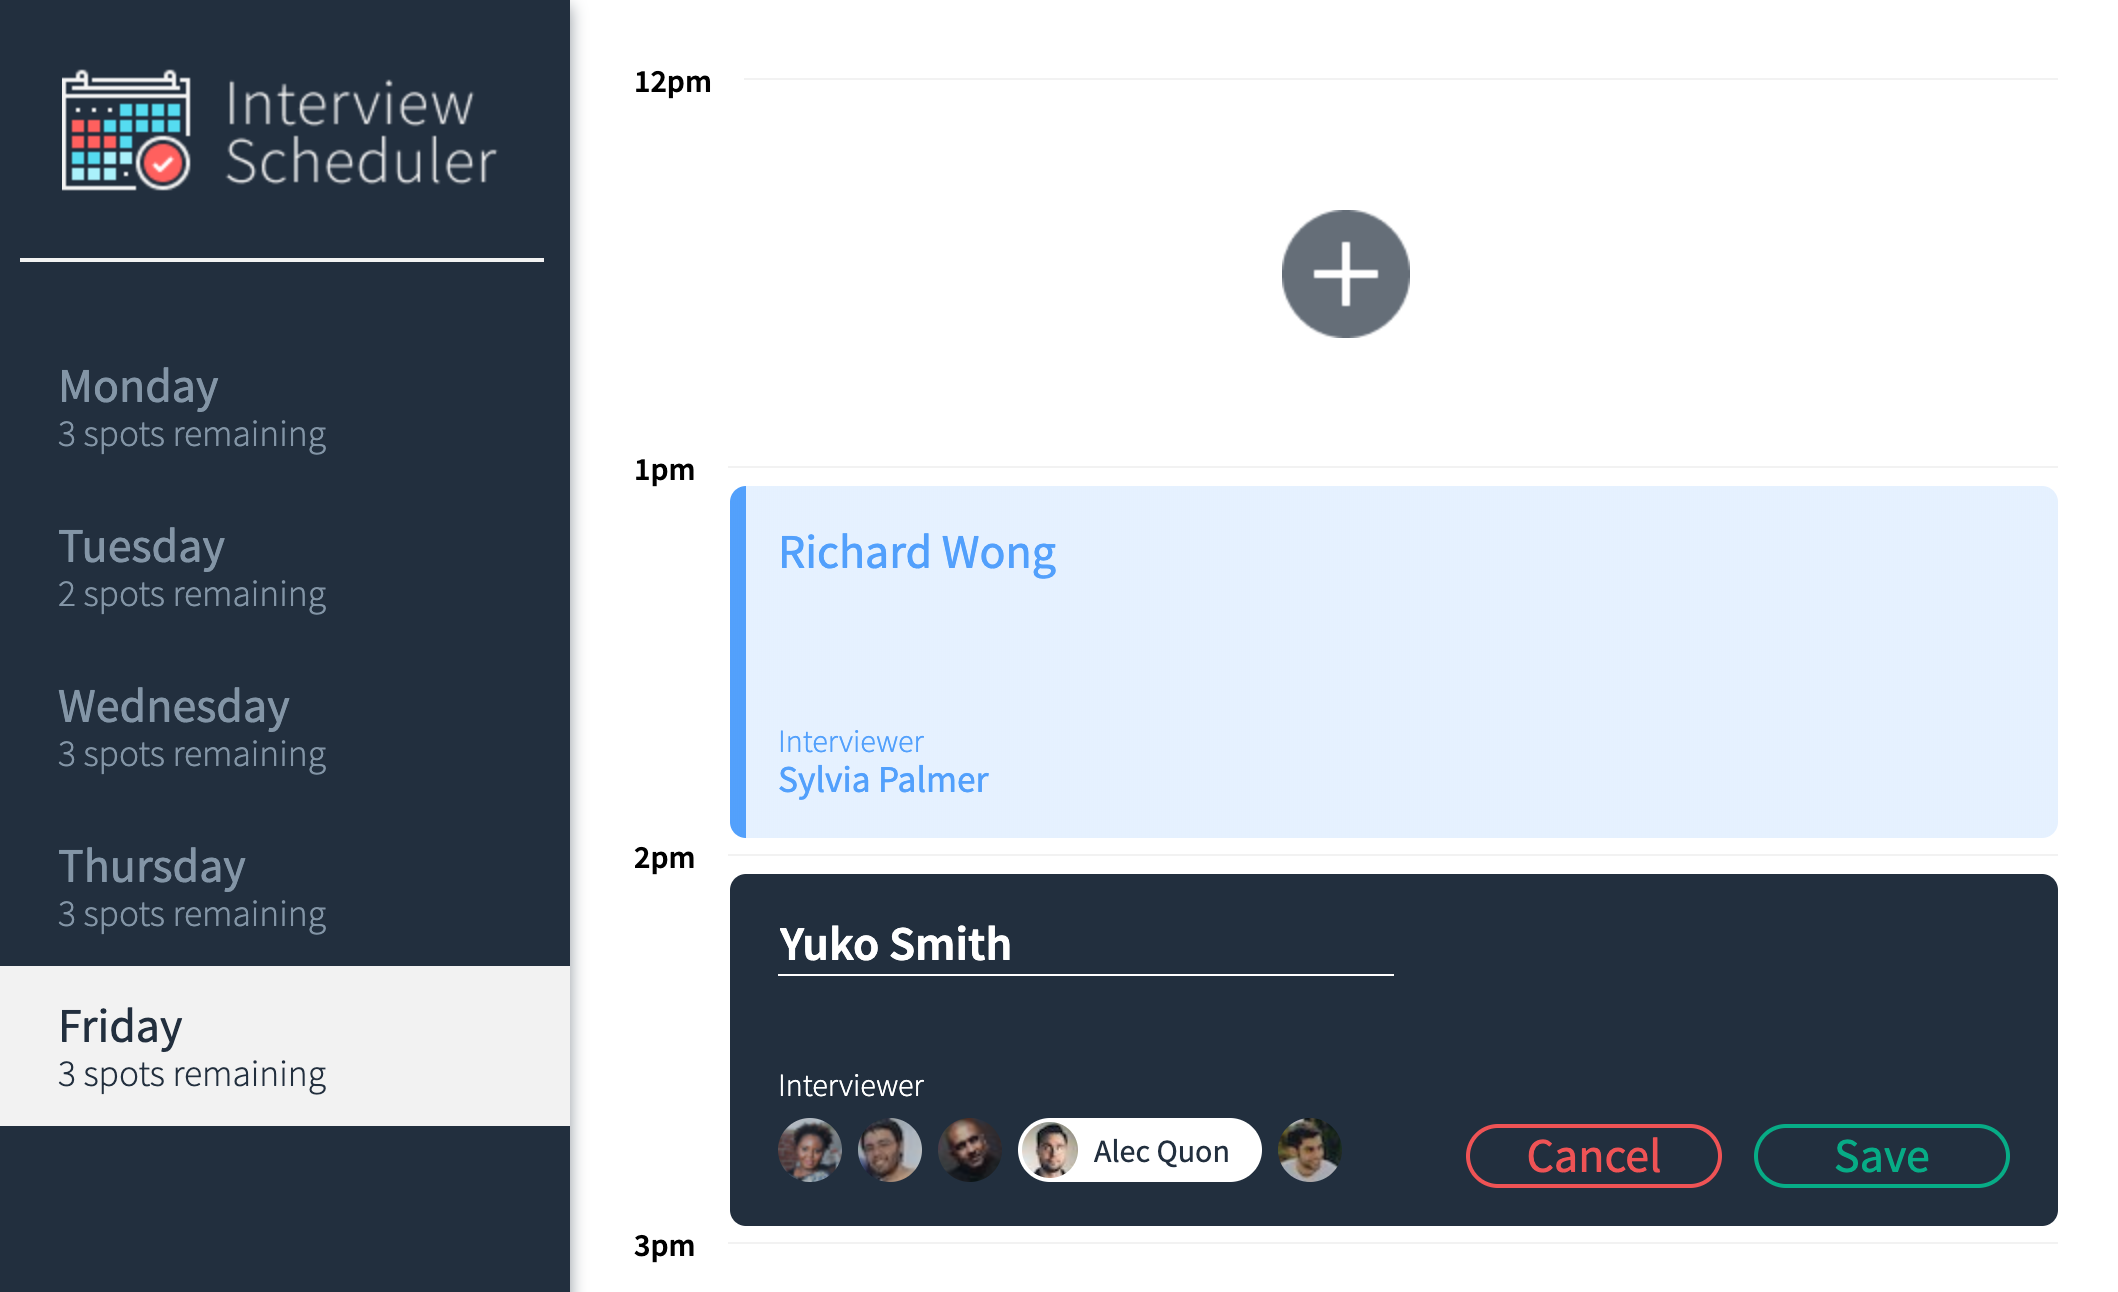 Interview
Scheduler
Monday
3 spots remaining
Tuesday
2 spots remaining
Wednesday
3 spots remaining
Thursday
3 spots remaining
Friday
3 spots remaining
12pm
1pm
Richard Wong
Interviewer
Sylvia Palmer
2pm
Yuko Smith
Interviewer
Alec Quon
Cancel
Save
3pm